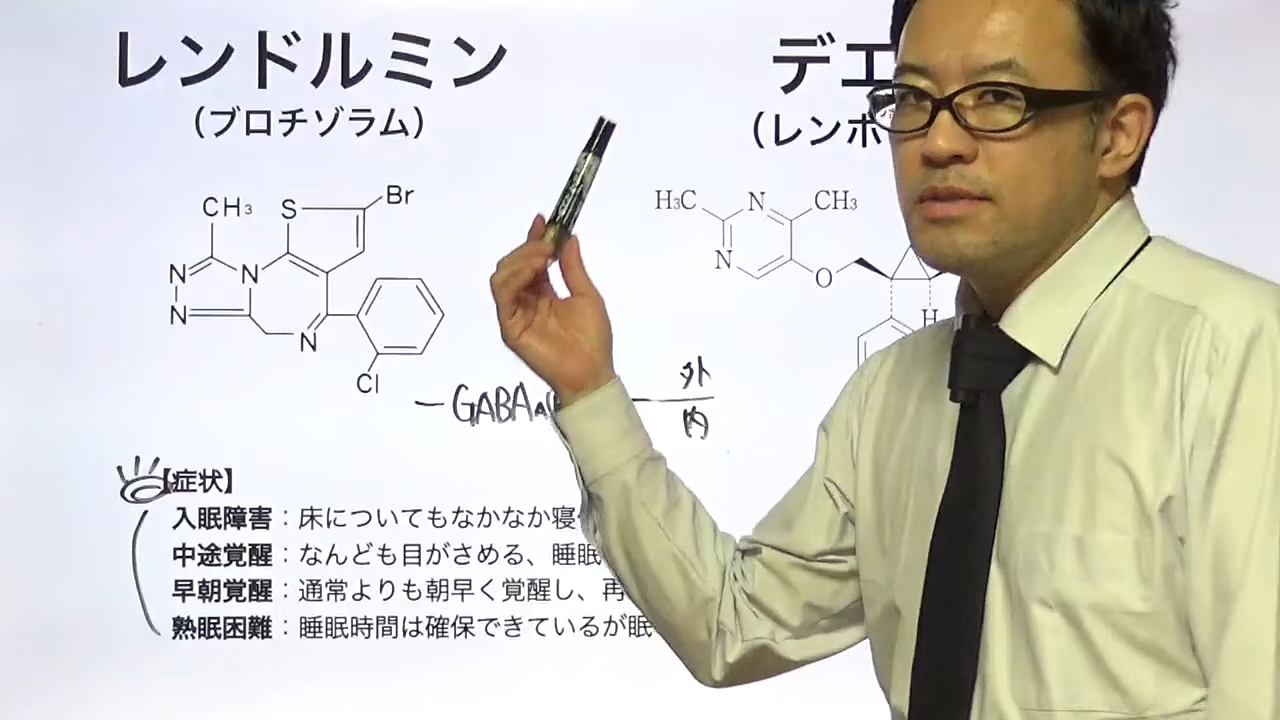 レンドルミン
（ブロチゾラム）
デエ
（レンボ
CH₃
S
Br
N
N
N
N
Cl
H₃C
N
CH₃
N
O
H
GABAA
外
内
【症状】
入眠障害：床についてもなかなか寝
中途覚醒：なんども目がさめる、睡眠
早朝覚醒：通常よりも朝早く覚醒し、再
熟眠困難：睡眠時間は確保できているが眠